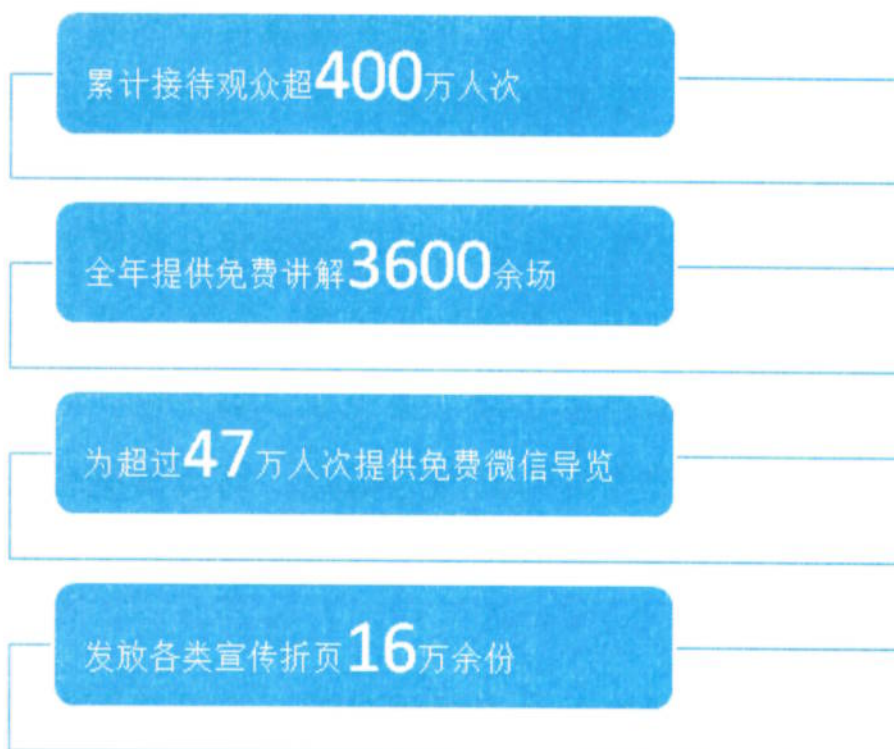 累计接待观众超400万人次
全年提供免费讲解3600余场
为超过47万人次提供免费微信导览
发放各类宣传折页16万余份